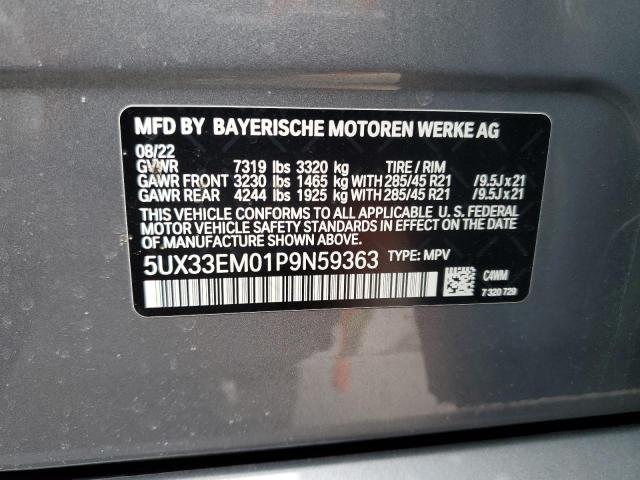 MFD BY BAYERISCHE MOTOREN WERKE AG
08/22
GVWR 7319 lbs 3320 kg TIRE / RIM
GAWR FRONT 3230 lbs 1465 kg WITH 285/45 R21 /9.5J x 21
GAWR REAR 4244 lbs 1925 kg WITH 285/45 R21 /9.5J x 21
THIS VEHICLE CONFORMS TO ALL APPLICABLE U. S. FEDERAL
MOTOR VEHICLE SAFETY STANDARDS IN EFFECT ON THE DATE
OF MANUFACTURE SHOWN ABOVE.
5UX33EM01P9N59363 TYPE: MPV
C4WM
7 320 729